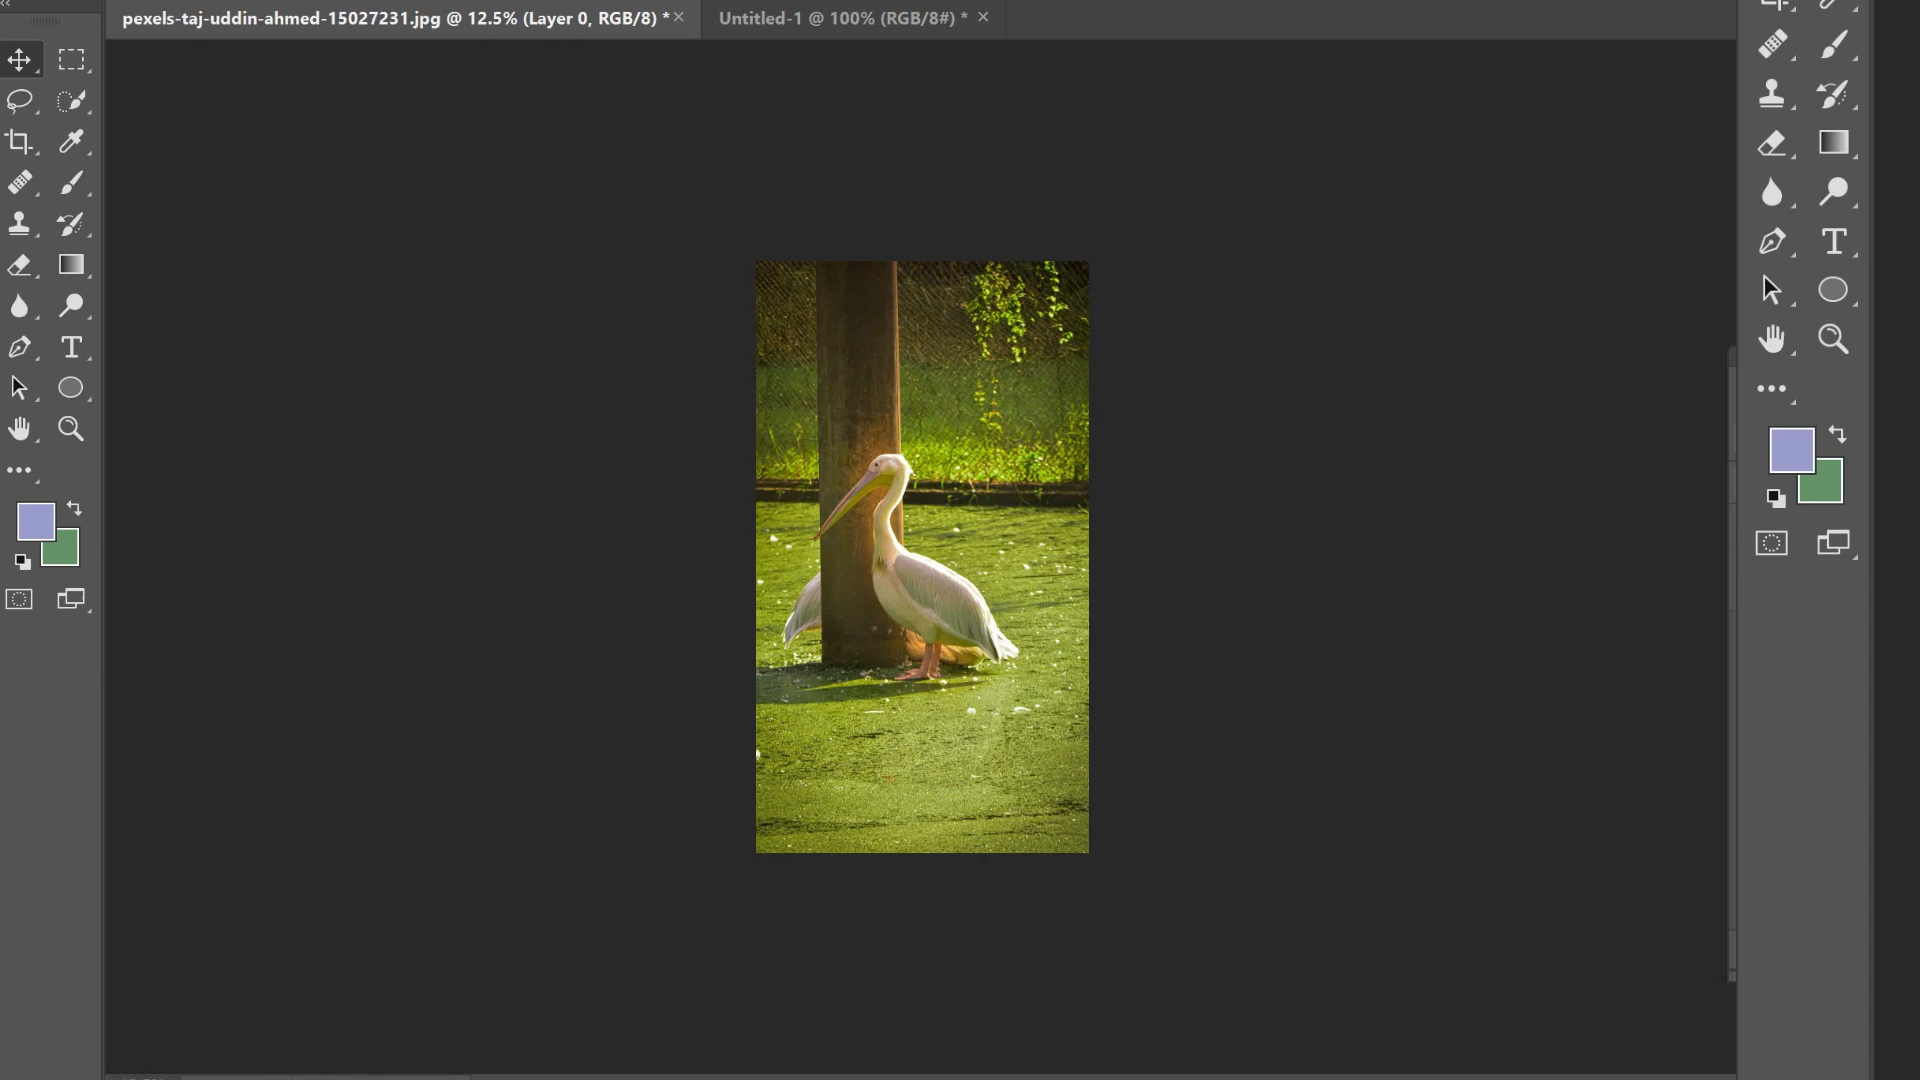 pexels-taj-uddin-ahmed-15027231.jpg @ 12.5% (Layer 0, RGB/8) *
Untitled-1 @ 100% (RGB/8#) *